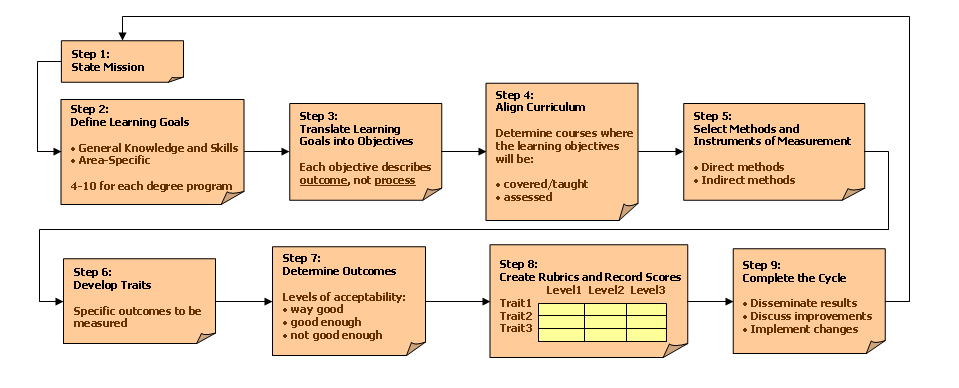 Step 1:
State Mission
Step 2:
Define Learning Goals
• General Knowledge and Skills
• Area-Specific
4-10 for each degree program
Step 3:
Translate Learning
Goals into Objectives
Each objective describes
outcome, not process
Step 4:
Align Curriculum
Determine courses where
the learning objectives
will be:
• covered/taught
• assessed
Step 5:
Select Methods and
Instruments of Measurement
• Direct methods
• Indirect methods
Step 6:
Develop Traits
Specific outcomes to be
measured
Step 7:
Determine Outcomes
Levels of acceptability:
• way good
• good enough
• not good enough
Step 8:
Create Rubrics and Record Scores
Level1 Level2 Level3
Trait1
Trait2
Trait3
Step 9:
Complete the Cycle
• Disseminate results
• Discuss improvements
• Implement changes